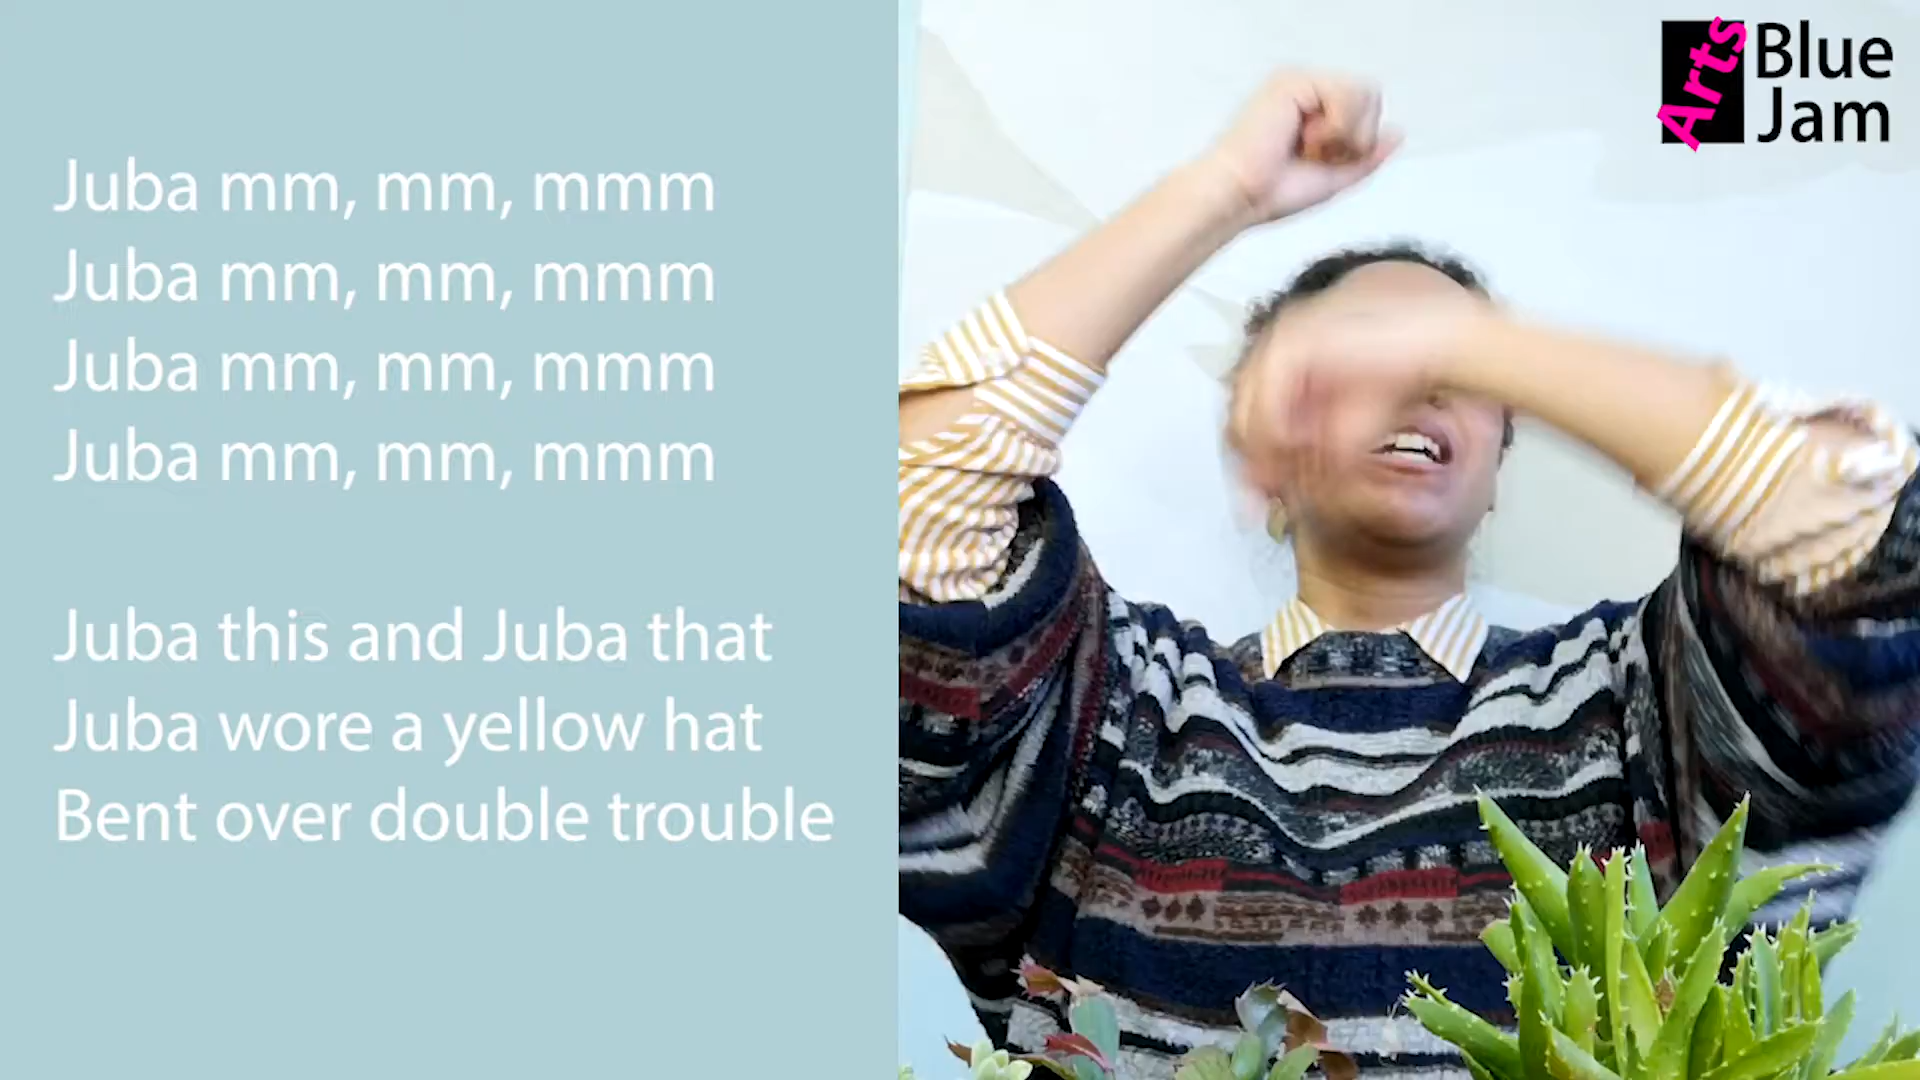 Juba mm, mm, mmm
Juba mm, mm, mmm
Juba mm, mm, mmm
Juba mm, mm, mmm
Juba this and Juba that
Juba wore a yellow hat
Bent over double trouble
Blue
Jam
Arts